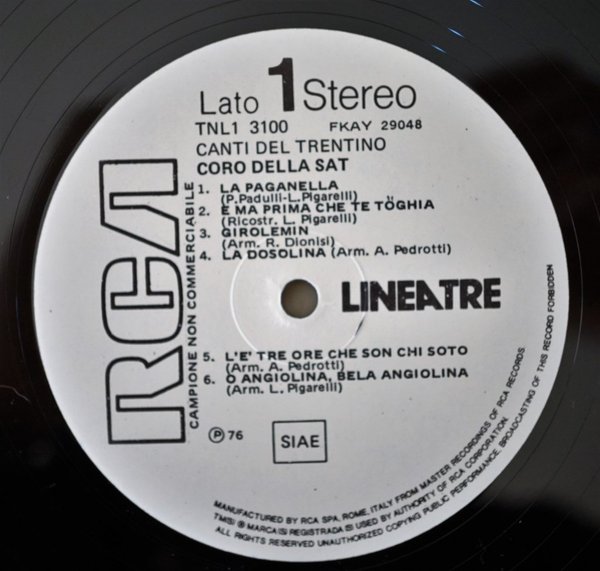 Lato 1 Stereo
TNL1 3100 FKAY 29048
CANTI DEL TRENTINO
CORO DELLA SAT
1. LA PAGANELLA
(P.Padulli-L.Pigarelli)
2. E MA PRIMA CHE TE TÖGHIA
(Ricostr. L. Pigarelli)
3. GIROLEMIN
(Arm. R. Dionisi)
4. LA DOSOLINA (Arm. A. Pedrotti)
RCA
CAMPIONE NON COMMERCIABILE
LINEATRE
5. L'E' TRE ORE CHE SON CHI SOTO
(Arm. A. Pedrotti)
6. O ANGIOLINA, BELA ANGIOLINA
(Arm. L. Pigarelli)
Ⓟ 76
SIAE
MANUFACTURED BY RCA SPA, ROME, ITALY FROM MASTER RECORDINGS OF RCA RECORDS.
TM(S) ® MARCA(S) REGISTRADA(S) USED BY AUTHORITY OF RCA CORPORATION.
ALL RIGHTS RESERVED UNAUTHORIZED COPYING PUBLIC PERFORMANCE, BROADCASTING OF THIS RECORD FORBIDDEN